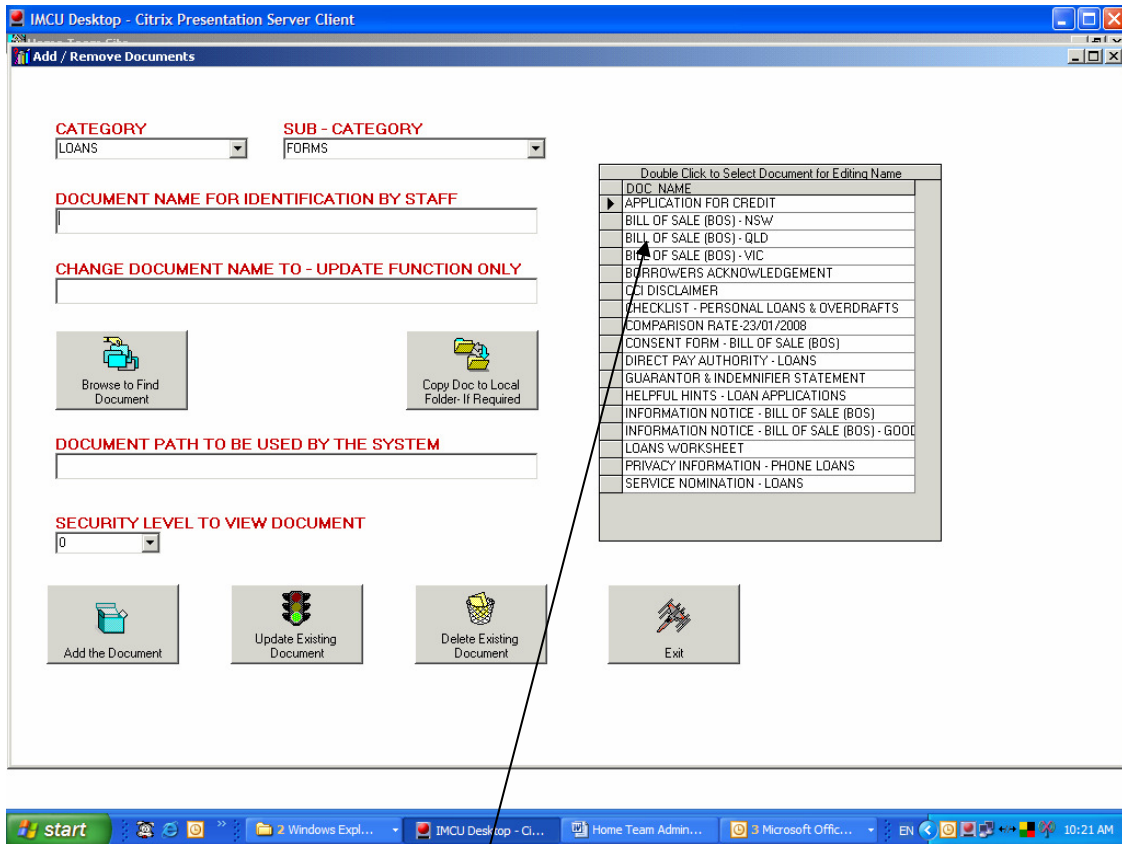 IMCU Desktop - Citrix Presentation Server Client
Add / Remove Documents
CATEGORY
SUB - CATEGORY
LOANS
FORMS
DOCUMENT NAME FOR IDENTIFICATION BY STAFF
CHANGE DOCUMENT NAME TO - UPDATE FUNCTION ONLY
Browse to Find
Document
Copy Doc to Local
Folder- If Required
DOCUMENT PATH TO BE USED BY THE SYSTEM
SECURITY LEVEL TO VIEW DOCUMENT
0
Double Click to Select Document for Editing Name
DOC_NAME
APPLICATION FOR CREDIT
BILL OF SALE (BOS) - NSW
BILL OF SALE (BOS) - QLD
BILL OF SALE (BOS) - VIC
BORROWERS ACKNOWLEDGEMENT
CCI DISCLAIMER
CHECKLIST - PERSONAL LOANS & OVERDRAFTS
COMPARISON RATE-23/01/2008
CONSENT FORM - BILL OF SALE (BOS)
DIRECT PAY AUTHORITY - LOANS
GUARANTOR & INDEMNIFIER STATEMENT
HELPFUL HINTS - LOAN APPLICATIONS
INFORMATION NOTICE - BILL OF SALE (BOS)
INFORMATION NOTICE - BILL OF SALE (BOS) - GOOD
LOANS WORKSHEET
PRIVACY INFORMATION - PHONE LOANS
SERVICE NOMINATION - LOANS
Add the Document
Update Existing
Document
Delete Existing
Document
Exit
start
2 Windows Expl...
IMCU Desktop - Ci...
Home Team Admin...
3 Microsoft Offic...
EN
10:21 AM